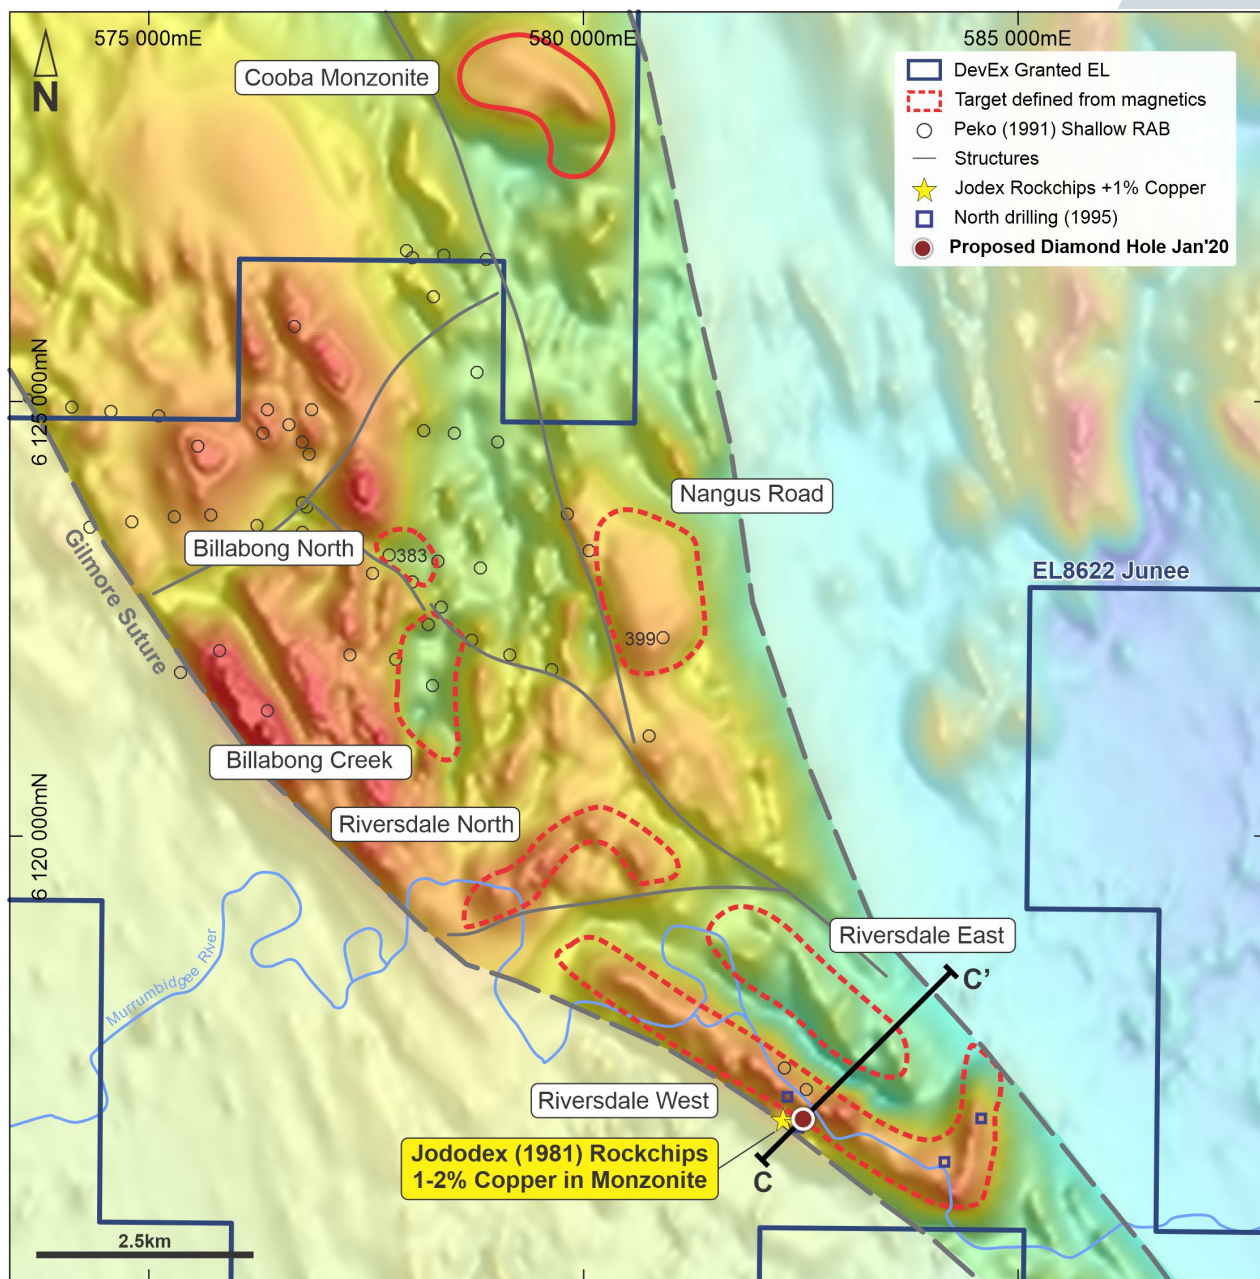 575 000mE
580 000mE
585 000mE
N
Cooba Monzonite
DevEx Granted EL
Target defined from magnetics
Peko (1991) Shallow RAB
Structures
Jodex Rockchips +1% Copper
North drilling (1995)
Proposed Diamond Hole Jan'20
6 125 000mN
Nangus Road
Billabong North
383
EL8622 Junee
Gilmore Suture
399
Billabong Creek
6 120 000mN
Riversdale North
Riversdale East
Murrumbidgee River
C'
Riversdale West
Jododex (1981) Rockchips
1-2% Copper in Monzonite
C
2.5km